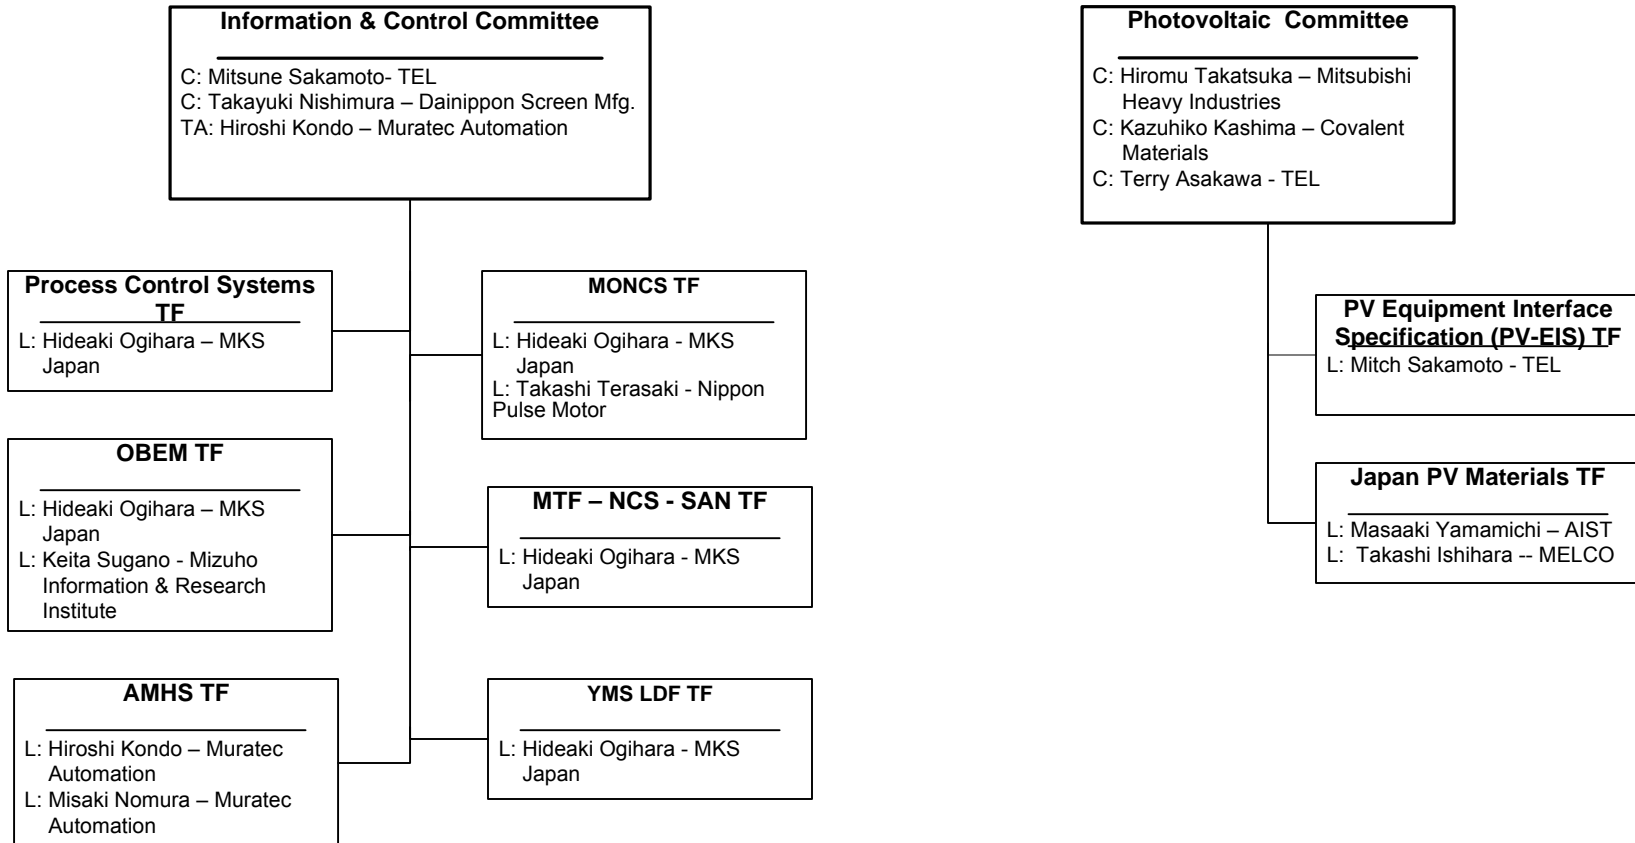 Information & Control Committee
C: Mitsune Sakamoto- TEL
C: Takayuki Nishimura – Dainippon Screen Mfg.
TA: Hiroshi Kondo – Muratec Automation
Photovoltaic  Committee
C: Hiromu Takatsuka – Mitsubishi
Heavy Industries
C: Kazuhiko Kashima – Covalent
Materials
C: Terry Asakawa - TEL
Process Control Systems
TF
L: Hideaki Ogihara – MKS
Japan
MONCS TF
L: Hideaki Ogihara - MKS
Japan
L: Takashi Terasaki - Nippon
Pulse Motor
PV Equipment Interface
Specification (PV-EIS) TF
L: Mitch Sakamoto - TEL
OBEM TF
L: Hideaki Ogihara – MKS
Japan
L: Keita Sugano - Mizuho
Information & Research
Institute
MTF – NCS - SAN TF
L: Hideaki Ogihara - MKS
Japan
Japan PV Materials TF
L: Masaaki Yamamichi – AIST
L:  Takashi Ishihara -- MELCO
AMHS TF
L: Hiroshi Kondo – Muratec
Automation
L: Misaki Nomura – Muratec
Automation
YMS LDF TF
L: Hideaki Ogihara - MKS
Japan